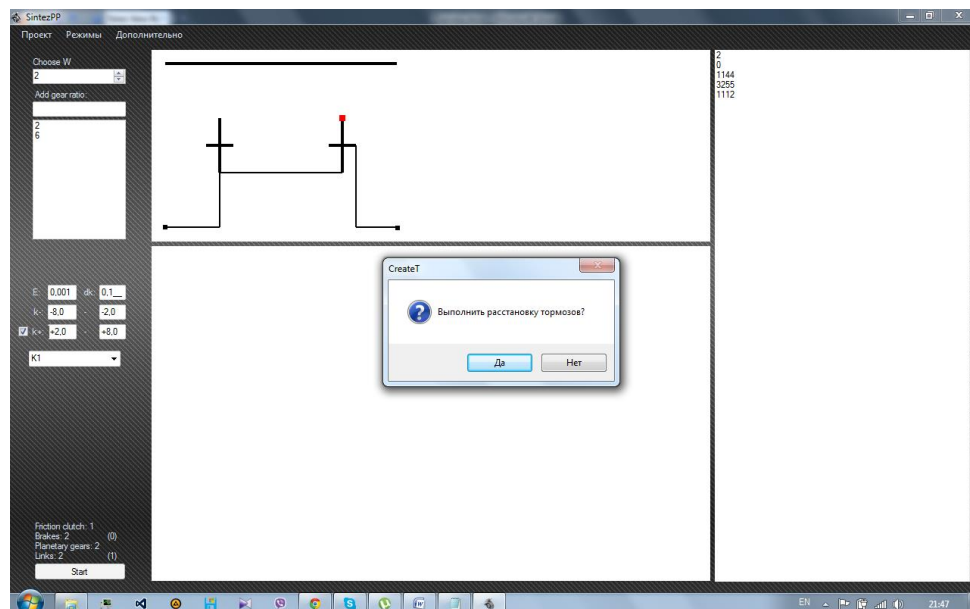 SintezPP
Проект Режимы Дополнительно
Choose W
2
Add gear ratio:
2
6
E: 0,001 dk: 0,1__
k-: -8,0 - -2,0
k+: +2,0 - +8,0
K1
Friction clutch: 1
Brakes: 2 (0)
Planetary gears: 2
Links: 2 (1)
Start
2
0
1144
3255
1112
CreateT
Выполнить расстановку тормозов?
Да Нет
EN 21:47